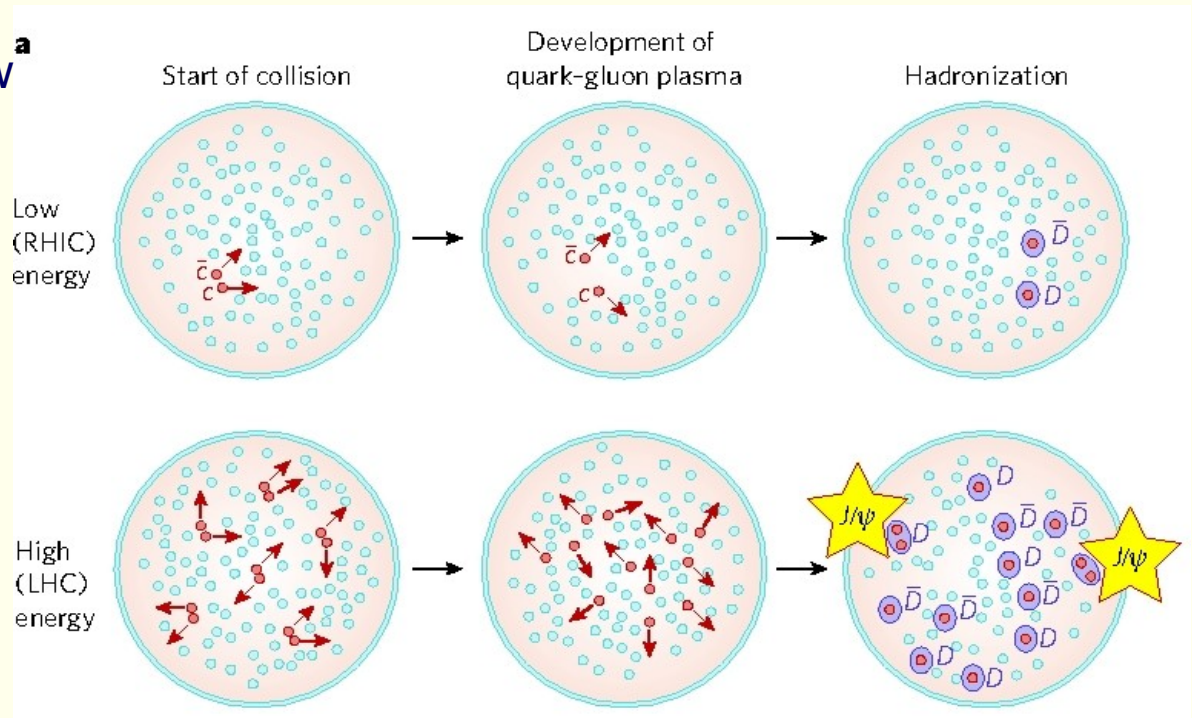 a
Start of collision
Development of
quark–gluon plasma
Hadronization
Low
(RHIC)
energy
c̄
c
c̄
c
D̄
D
High
(LHC)
energy
J/ψ
D
D
D̄
D̄
D
J/ψ
D̄
D̄
D̄
D
D
D